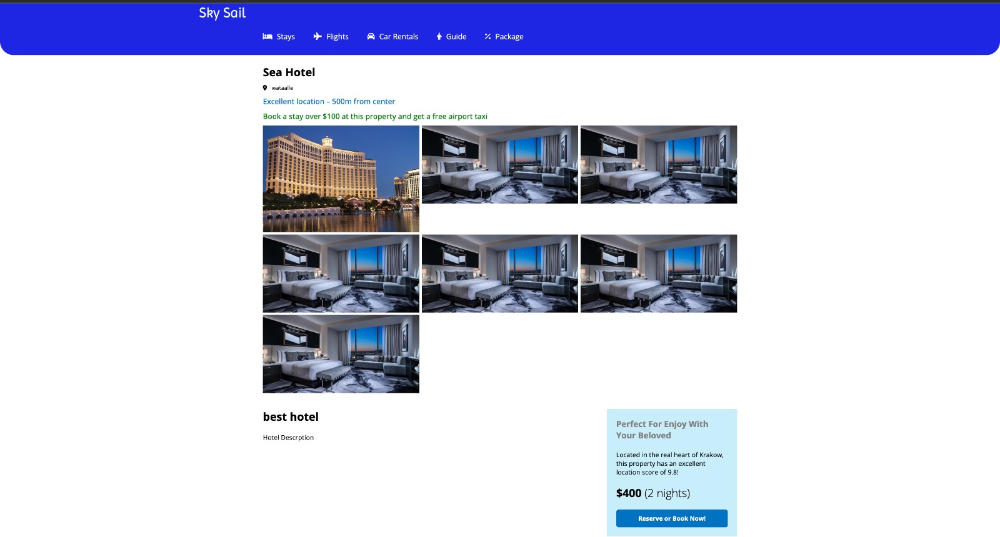 Sky Sail
Stays Flights Car Rentals Guide Package
Sea Hotel
wataalle
Excellent location – 500m from center
Book a stay over $100 at this property and get a free airport taxi
best hotel
Hotel Descrption
Perfect For Enjoy With
Your Beloved
Located in the real heart of Krakow,
this property has an excellent
location score of 9.8!
$400 (2 nights)
Reserve or Book Now!